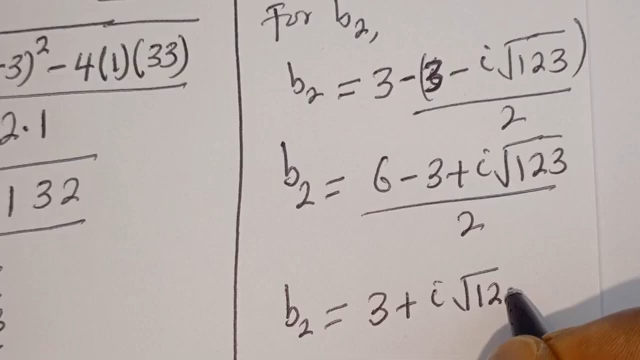 -3)² - 4(1)(33)
2·1
132
For b₂,
b₂ = 3 - (3 - i√123)
2
b₂ = 6 - 3 + i√123
2
b₂ = 3 + i√12